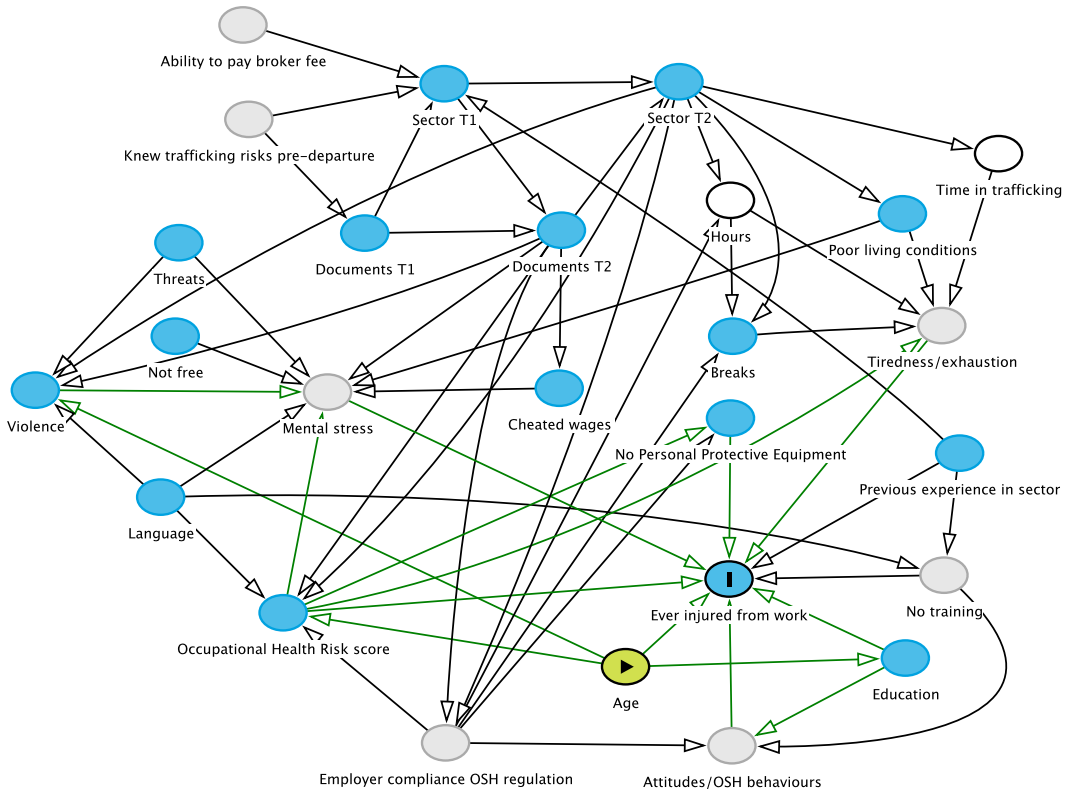 Ability to pay broker fee
Sector T1
Sector T2
Knew trafficking risks pre-departure
Time in trafficking
Hours
Poor living conditions
Documents T1
Documents T2
Threats
Not free
Breaks
Tiredness/exhaustion
Violence
Mental stress
Cheated wages
No Personal Protective Equipment
Previous experience in sector
Language
Ever injured from work
No training
Occupational Health Risk score
Age
Education
Employer compliance OSH regulation
Attitudes/OSH behaviours